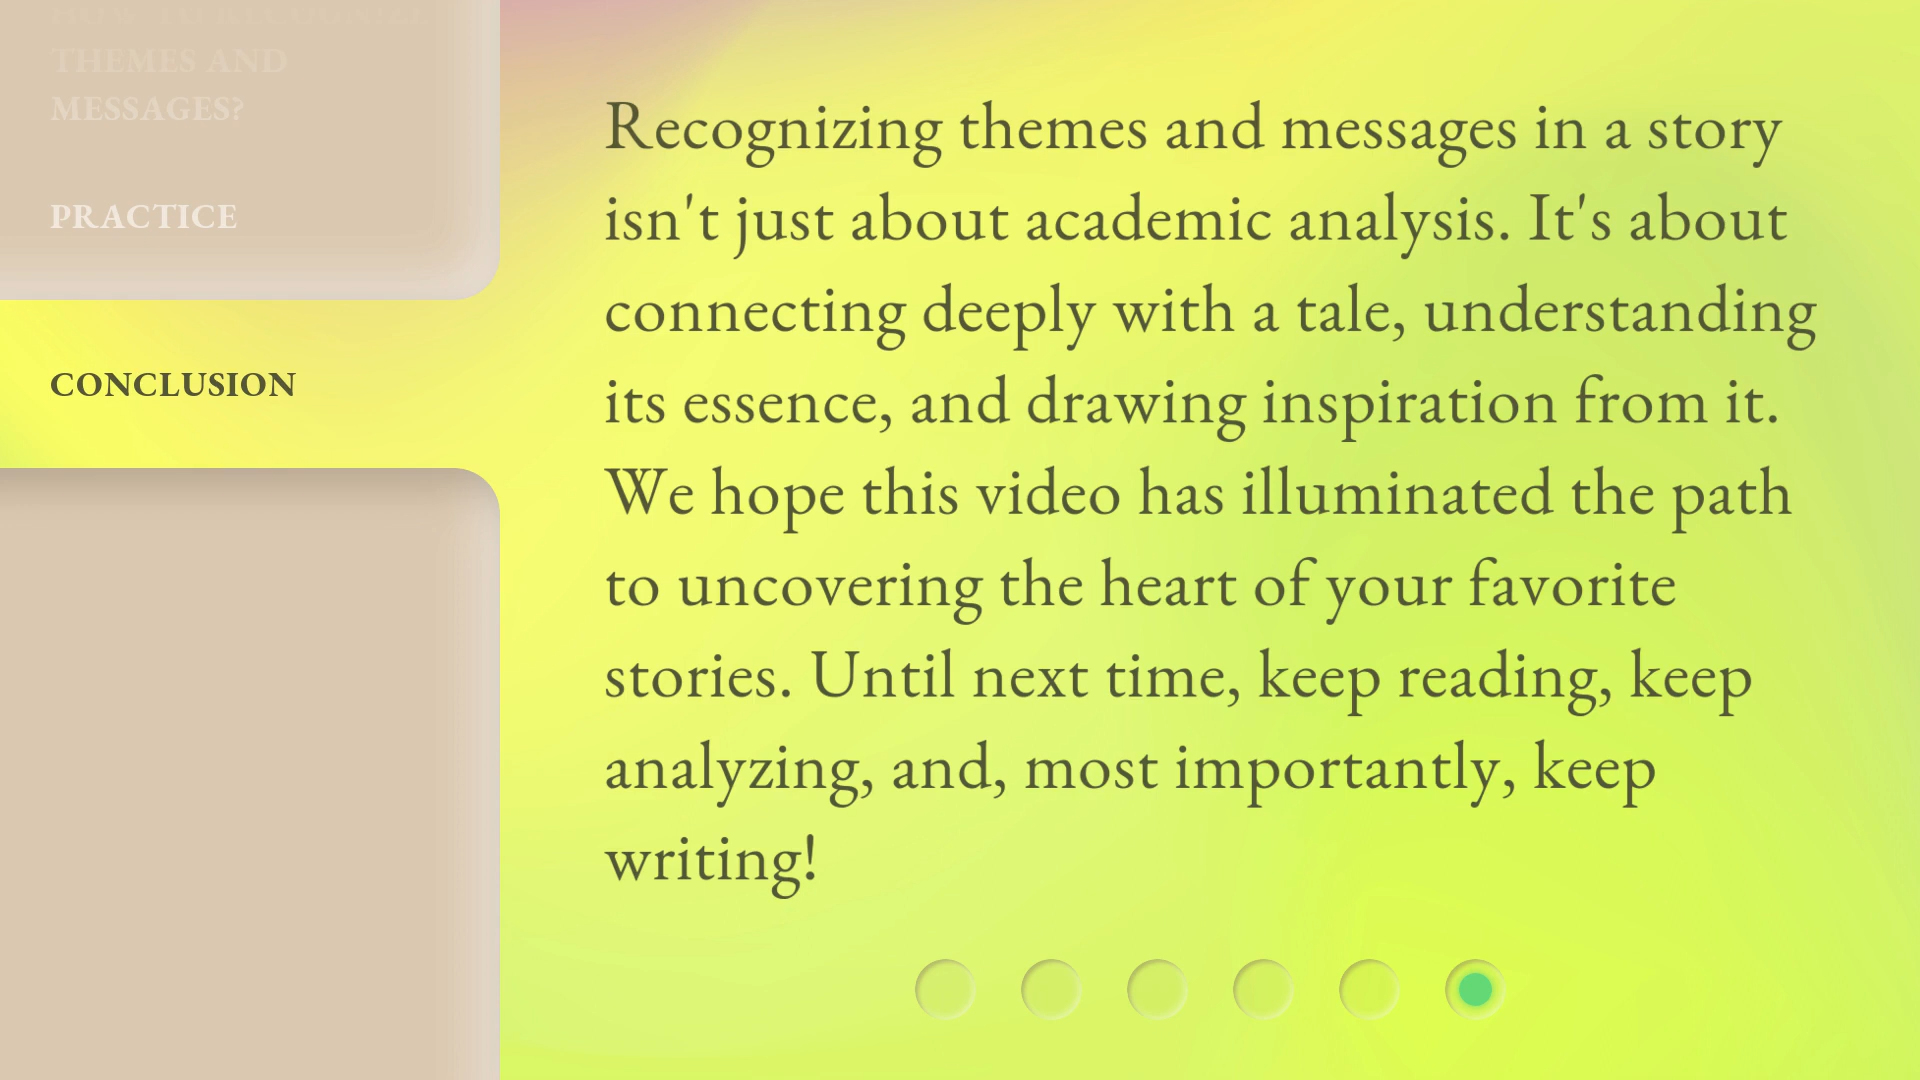 HOW TO RECOGNIZE
THEMES AND
MESSAGES?
PRACTICE
CONCLUSION
Recognizing themes and messages in a story
isn't just about academic analysis. It's about
connecting deeply with a tale, understanding
its essence, and drawing inspiration from it.
We hope this video has illuminated the path
to uncovering the heart of your favorite
stories. Until next time, keep reading, keep
analyzing, and, most importantly, keep
writing!